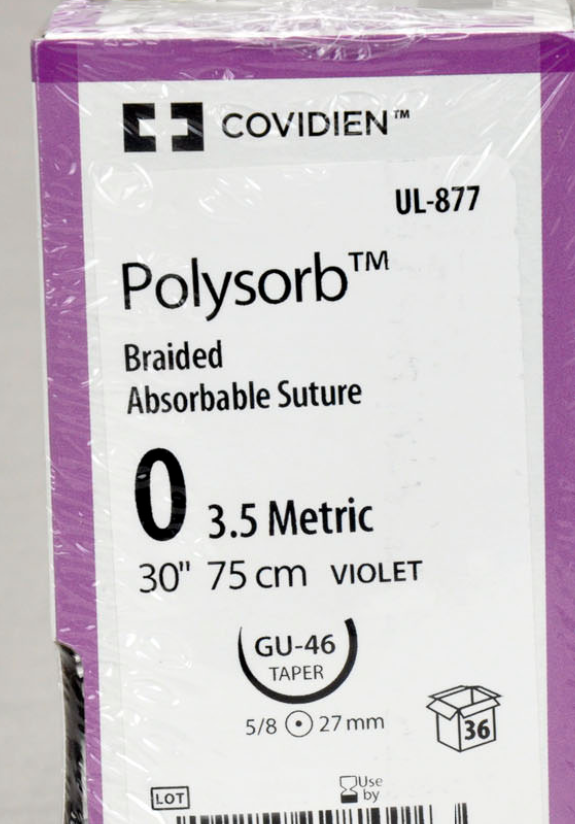 COVIDIEN™
UL-877
Polysorb™
Braided
Absorbable Suture
0 3.5 Metric
30" 75 cm VIOLET
GU-46
TAPER
5/8 27 mm
36
LOT
Use
by